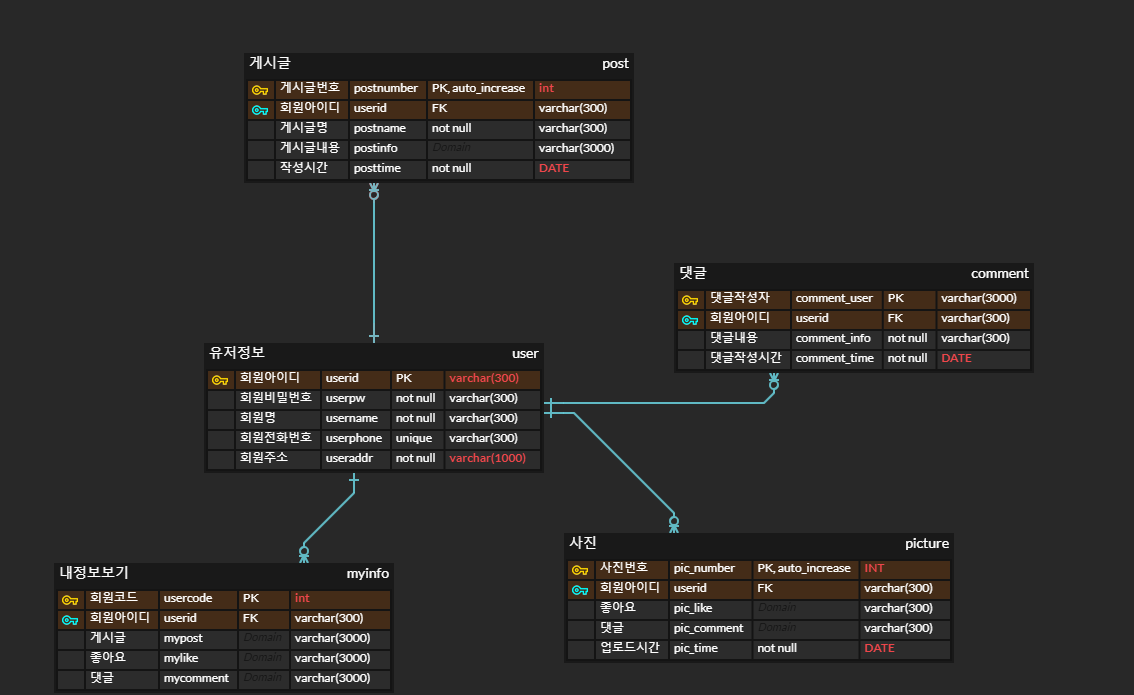 게시글 post
게시글번호 postnumber PK, auto_increase int
회원아이디 userid FK varchar(300)
게시글명 postname not null varchar(300)
게시글내용 postinfo Domain varchar(3000)
작성시간 posttime not null DATE
댓글 comment
댓글작성자 comment_user PK varchar(3000)
회원아이디 userid FK varchar(300)
댓글내용 comment_info not null varchar(300)
댓글작성시간 comment_time not null DATE
유저정보 user
회원아이디 userid PK varchar(300)
회원비밀번호 userpw not null varchar(300)
회원명 username not null varchar(300)
회원전화번호 userphone unique varchar(300)
회원주소 useraddr not null varchar(1000)
사진 picture
사진번호 pic_number PK, auto_increase INT
회원아이디 userid FK varchar(300)
좋아요 pic_like Domain varchar(300)
댓글 pic_comment Domain varchar(300)
업로드시간 pic_time not null DATE
내정보보기 myinfo
회원코드 usercode PK int
회원아이디 userid FK varchar(300)
게시글 mypost Domain varchar(3000)
좋아요 mylike Domain varchar(3000)
댓글 mycomment Domain varchar(3000)